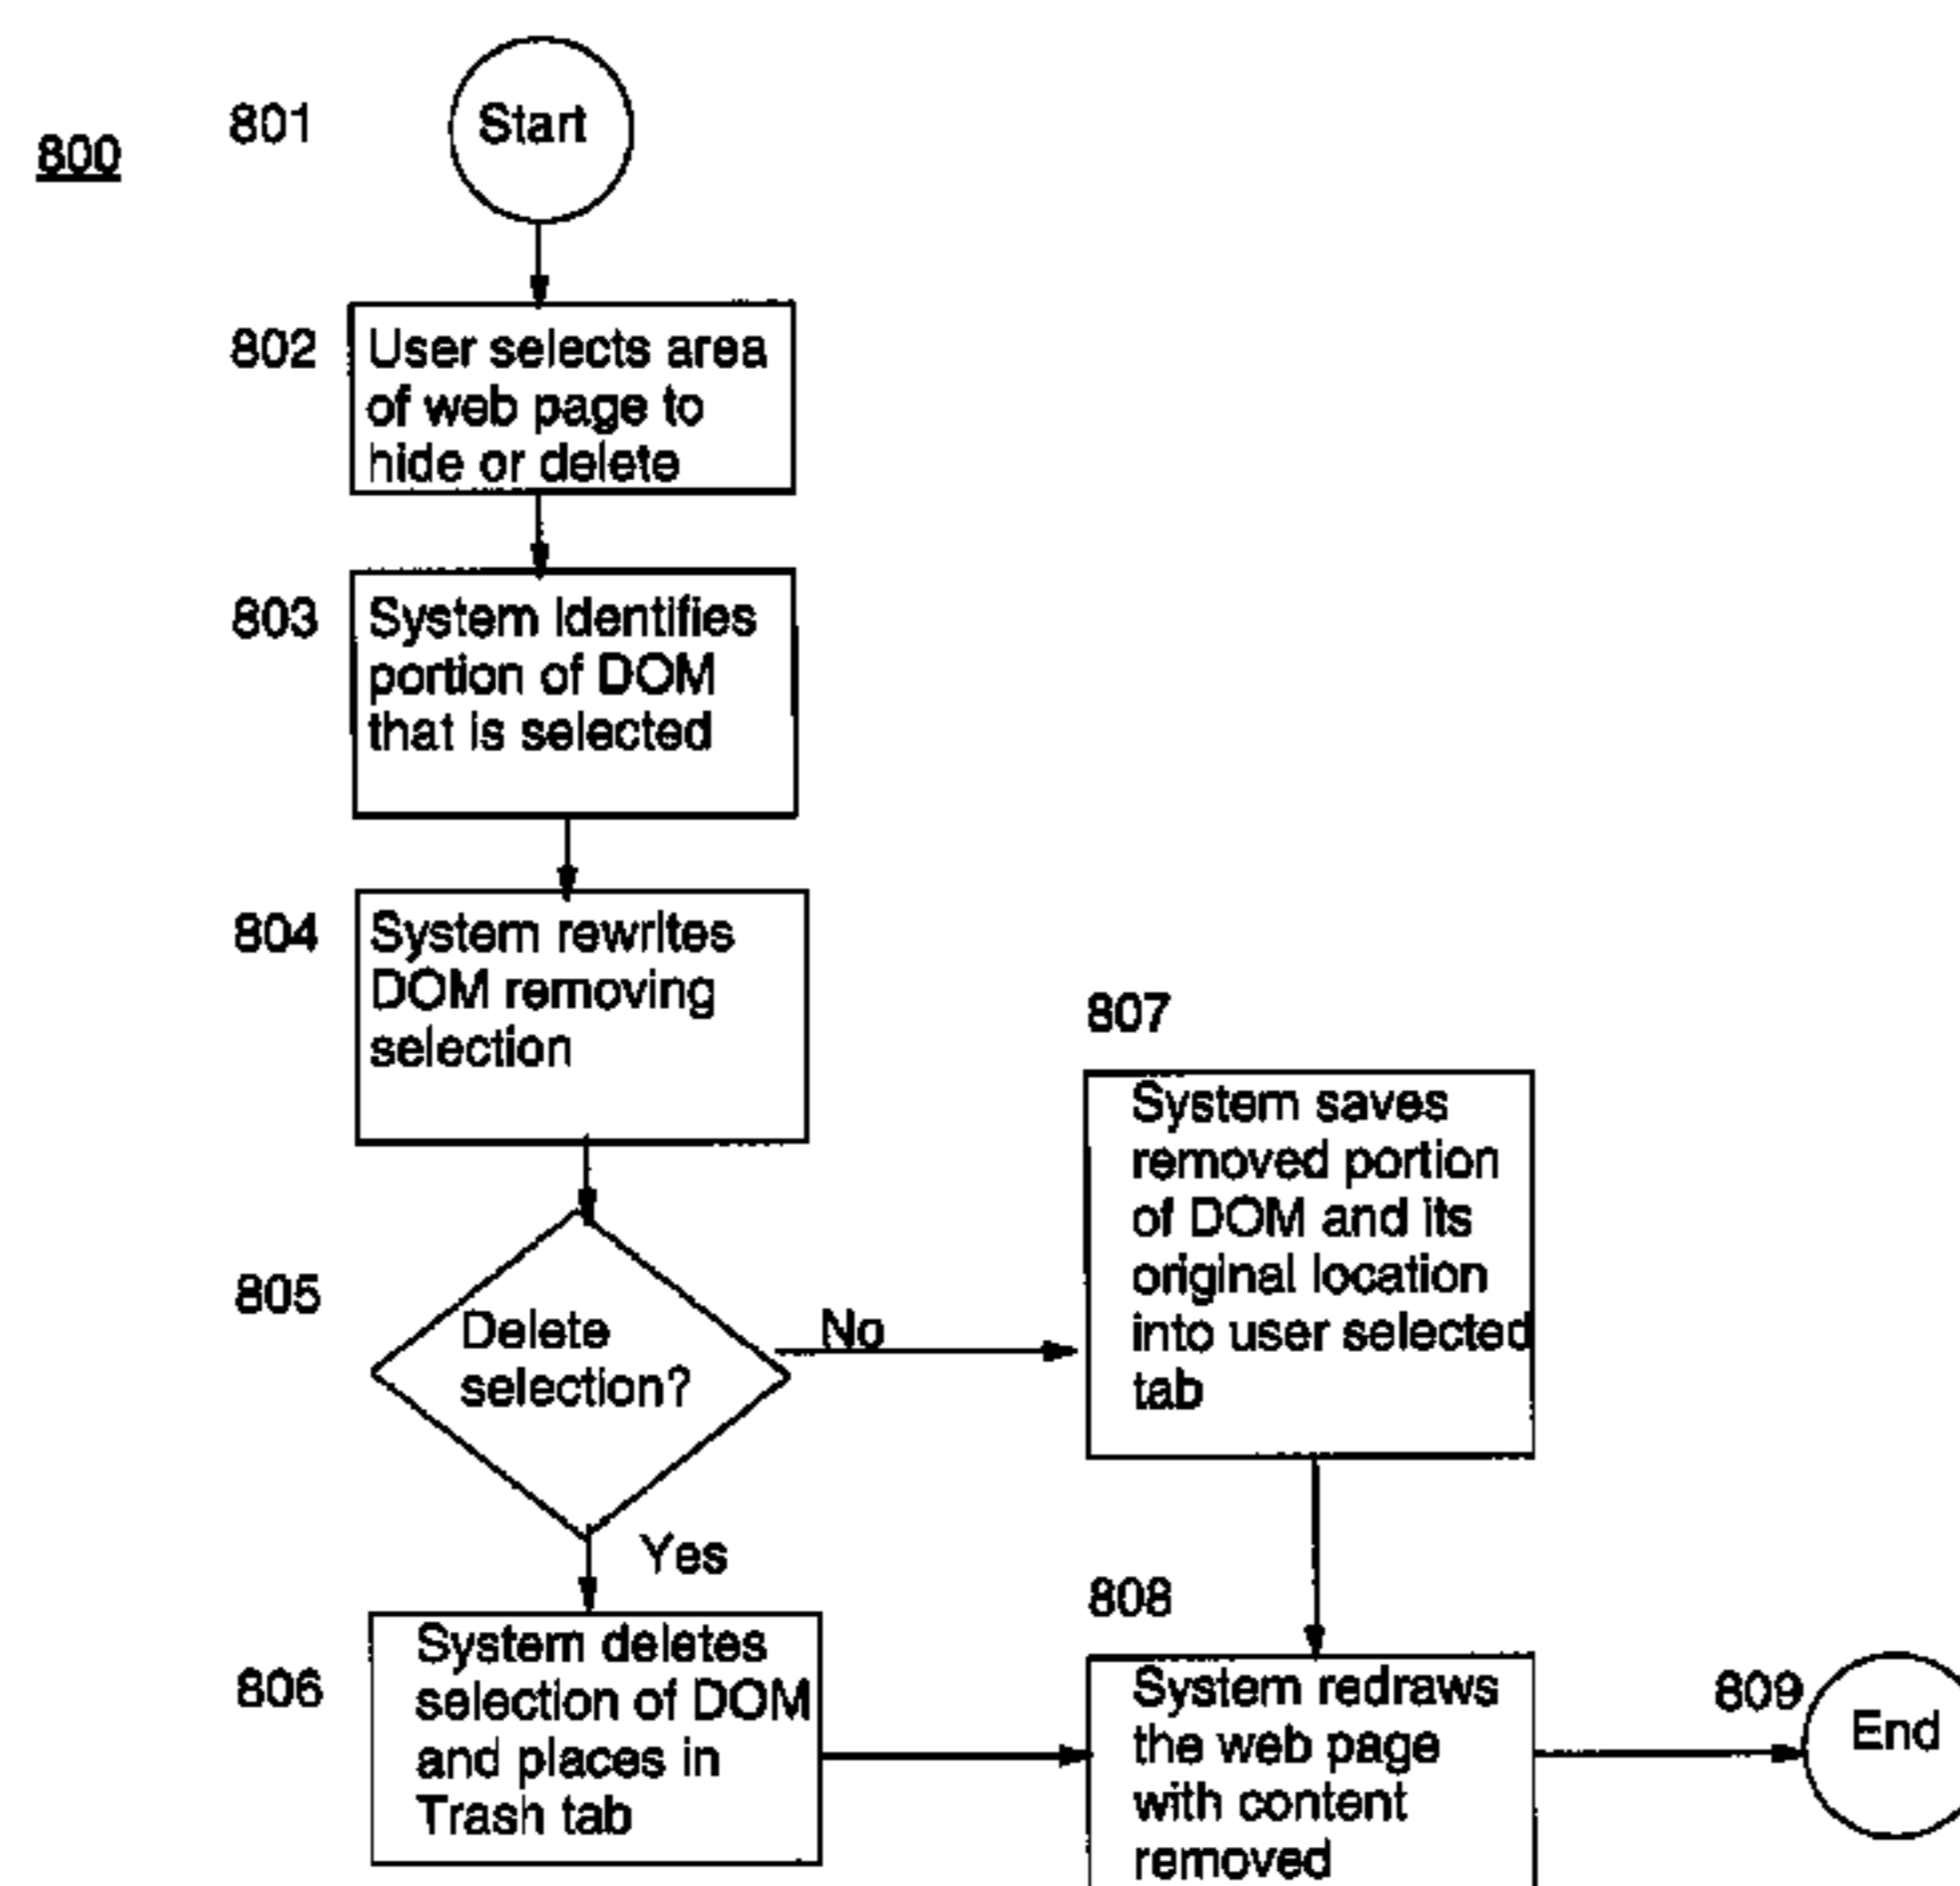 800
801
Start
802
User selects area
of web page to
hide or delete
803
System identifies
portion of DOM
that is selected
804
System rewrites
DOM removing
selection
805
Delete
selection?
No
Yes
806
System deletes
selection of DOM
and places in
Trash tab
807
System saves
removed portion
of DOM and its
original location
into user selected
tab
808
System redraws
the web page
with content
removed
809
End